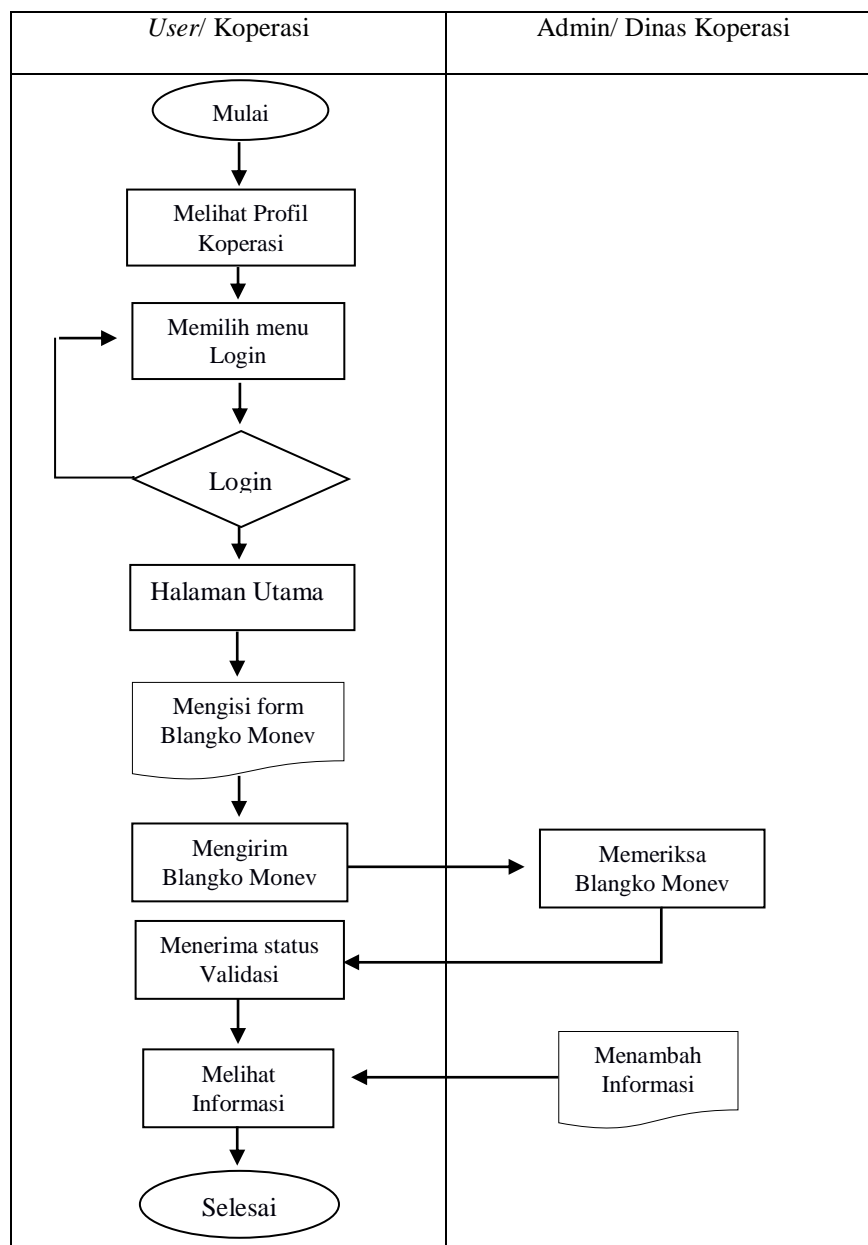 User/ Koperasi
Admin/ Dinas Koperasi
Mulai
Melihat Profil
Koperasi
Memilih menu
Login
Login
Halaman Utama
Mengisi form
Blangko Monev
Mengirim
Blangko Monev
Memeriksa
Blangko Monev
Menerima status
Validasi
Melihat
Informasi
Menambah
Informasi
Selesai